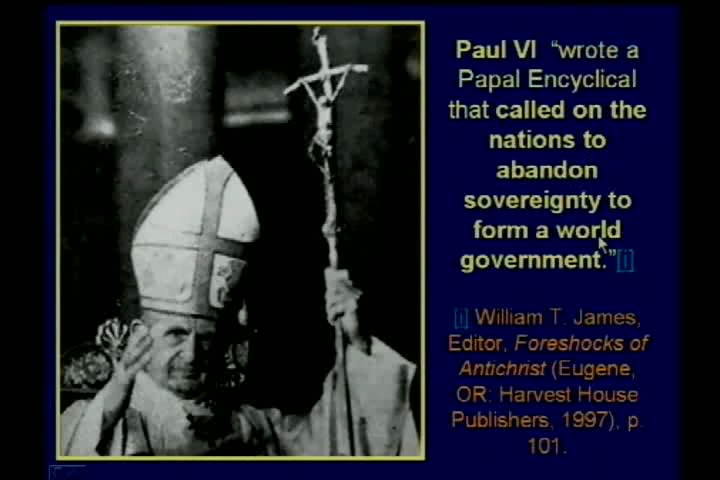 Paul VI “wrote a
Papal Encyclical
that called on the
nations to
abandon
sovereignty to
form a world
government.”[i]
[i] William T. James,
Editor, Foreshocks of
Antichrist (Eugene,
OR: Harvest House
Publishers, 1997), p.
101.